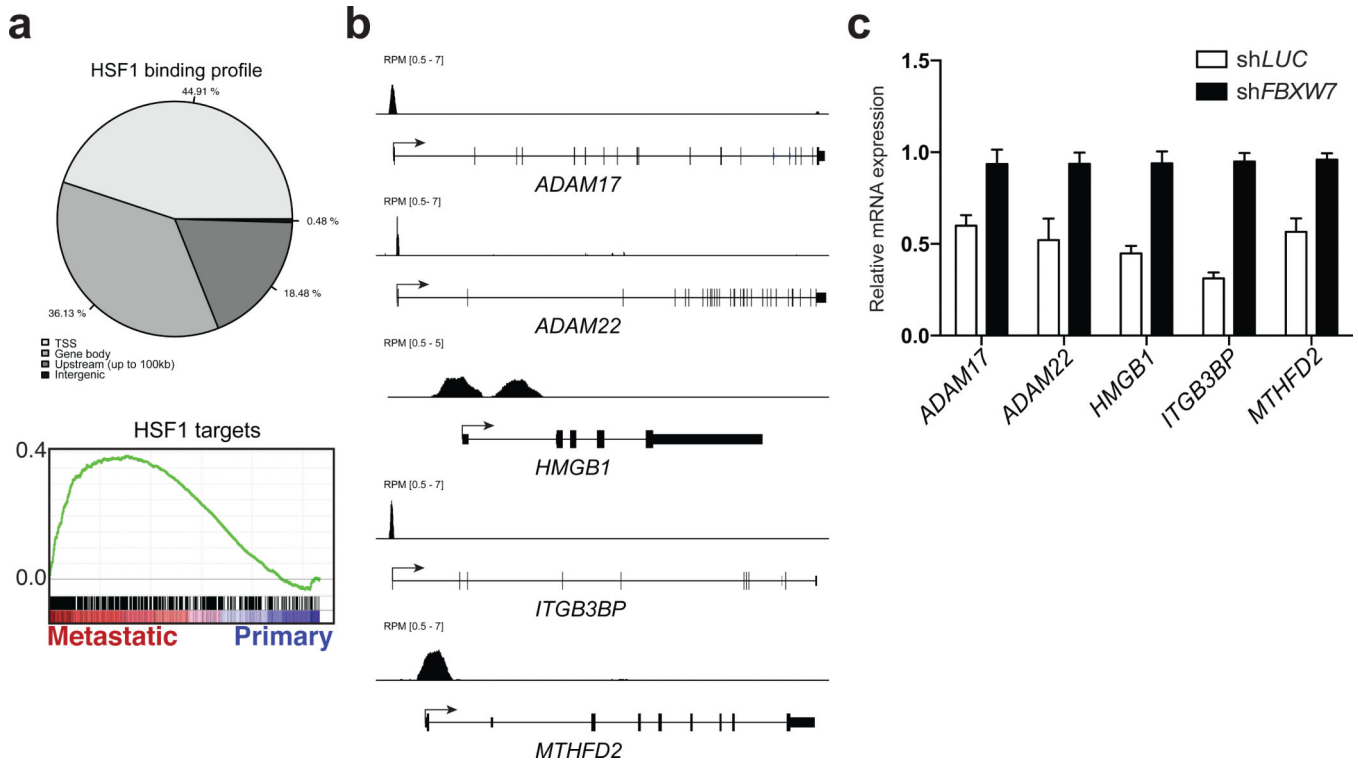 a
HSF1 binding profile
44.91 %
0.48 %
18.48 %
36.13 %
TSS
Gene body
Upstream (up to 100kb)
Intergenic
HSF1 targets
0.4
0.0
Metastatic
Primary
b
RPM [0.5 - 7]
ADAM17
RPM [0.5- 7]
ADAM22
RPM [0.5 - 5]
HMGB1
RPM [0.5 - 7]
ITGB3BP
RPM [0.5 - 7]
MTHFD2
c
shLUC
shFBXW7
Relative mRNA expression
1.5
1.0
0.5
0.0
ADAM17
ADAM22
HMGB1
ITGB3BP
MTHFD2